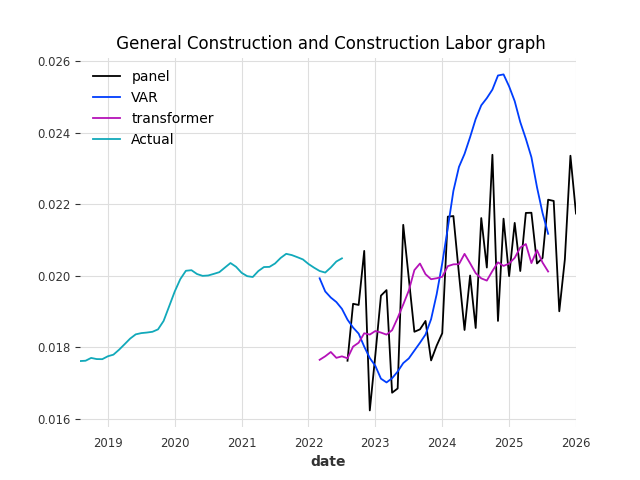 General Construction and Construction Labor graph
0.026
0.024
0.022
0.020
0.018
0.016
panel
VAR
transformer
Actual
2019 2020 2021 2022 2023 2024 2025 2026
date